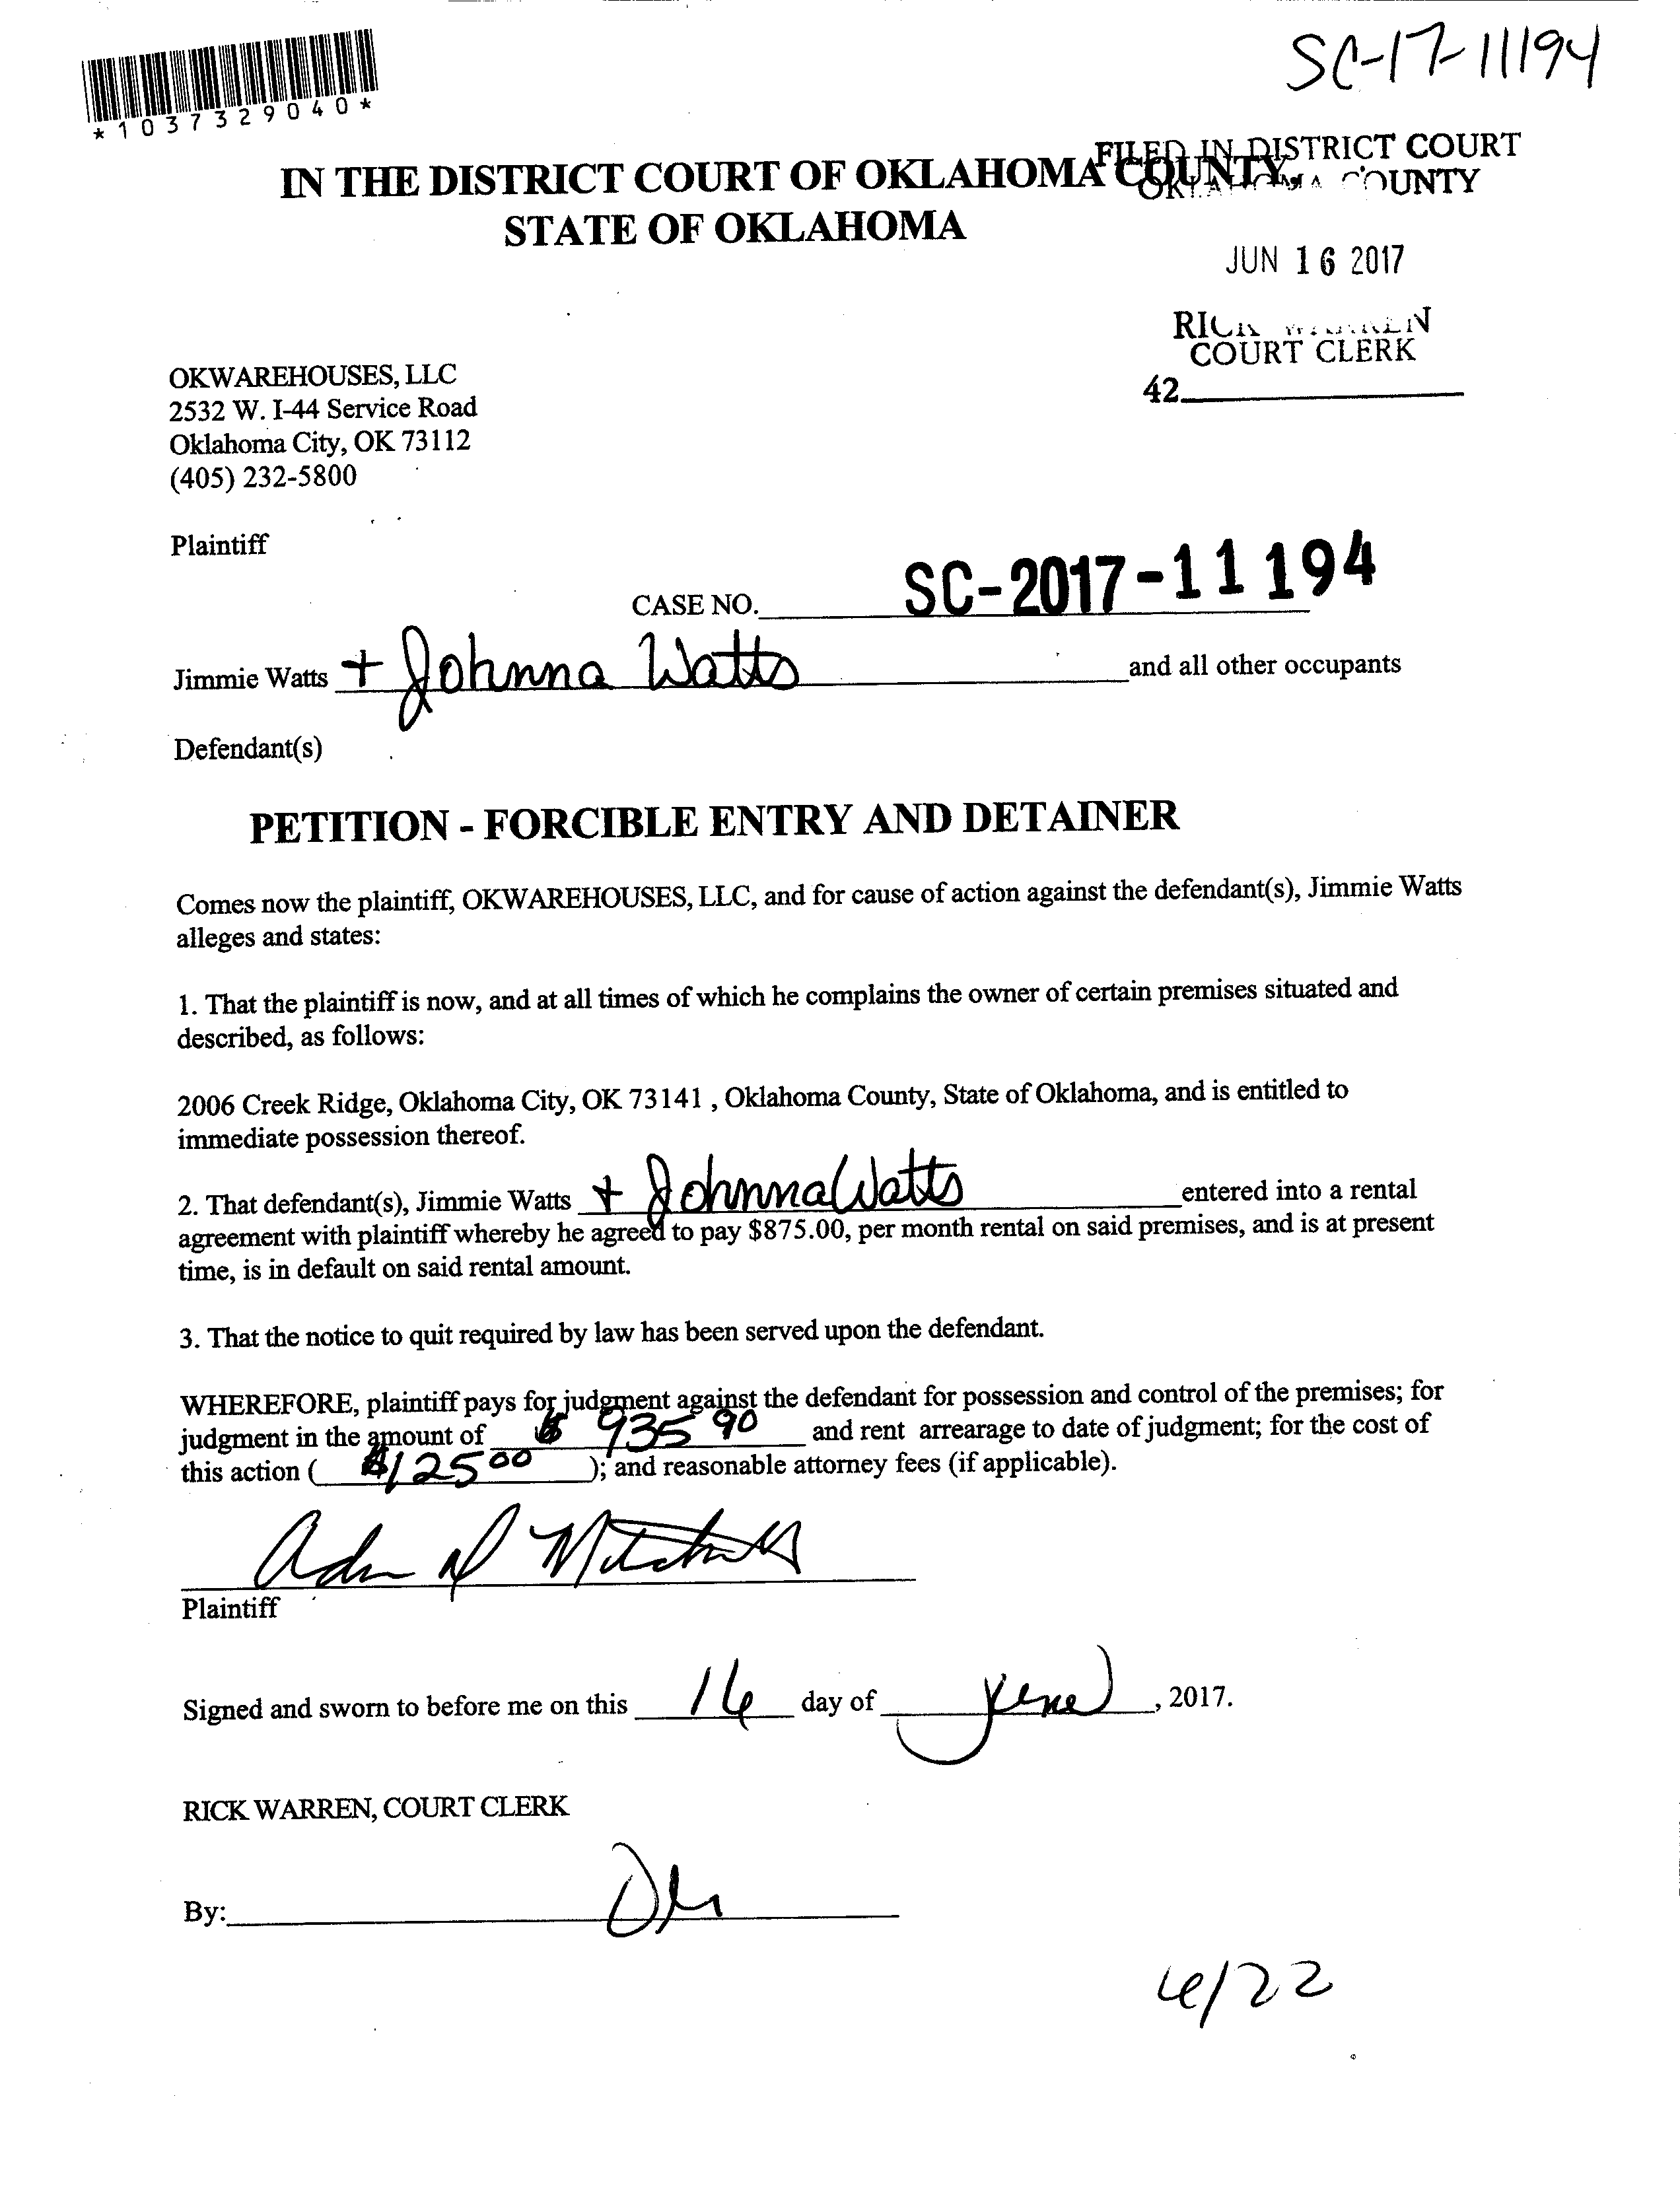 SC-17-11194
*1037329040*
FILED IN DISTRICT COURT
OKLAHOMA COUNTY
IN THE DISTRICT COURT OF OKLAHOMA COUNTY
STATE OF OKLAHOMA
JUN 16 2017
RICK WARREN
COURT CLERK
42
OKWAREHOUSES, LLC
2532 W. I-44 Service Road
Oklahoma City, OK 73112
(405) 232-5800
Plaintiff
CASE NO. SC-2017-11194
Jimmie Watts + Johnna Watts and all other occupants
Defendant(s)
PETITION - FORCIBLE ENTRY AND DETAINER
Comes now the plaintiff, OKWAREHOUSES, LLC, and for cause of action against the defendant(s), Jimmie Watts
alleges and states:
1. That the plaintiff is now, and at all times of which he complains the owner of certain premises situated and
described, as follows:
2006 Creek Ridge, Oklahoma City, OK 73141 , Oklahoma County, State of Oklahoma, and is entitled to
immediate possession thereof.
2. That defendant(s), Jimmie Watts + Johnna Watts entered into a rental
agreement with plaintiff whereby he agreed to pay $875.00, per month rental on said premises, and is at present
time, is in default on said rental amount.
3. That the notice to quit required by law has been served upon the defendant.
WHEREFORE, plaintiff pays for judgment against the defendant for possession and control of the premises; for
judgment in the amount of $ 935 90 and rent arrearage to date of judgment; for the cost of
this action ( $125 00 ); and reasonable attorney fees (if applicable).
Plaintiff
Signed and sworn to before me on this 16 day of June, 2017.
RICK WARREN, COURT CLERK
By:
6/22